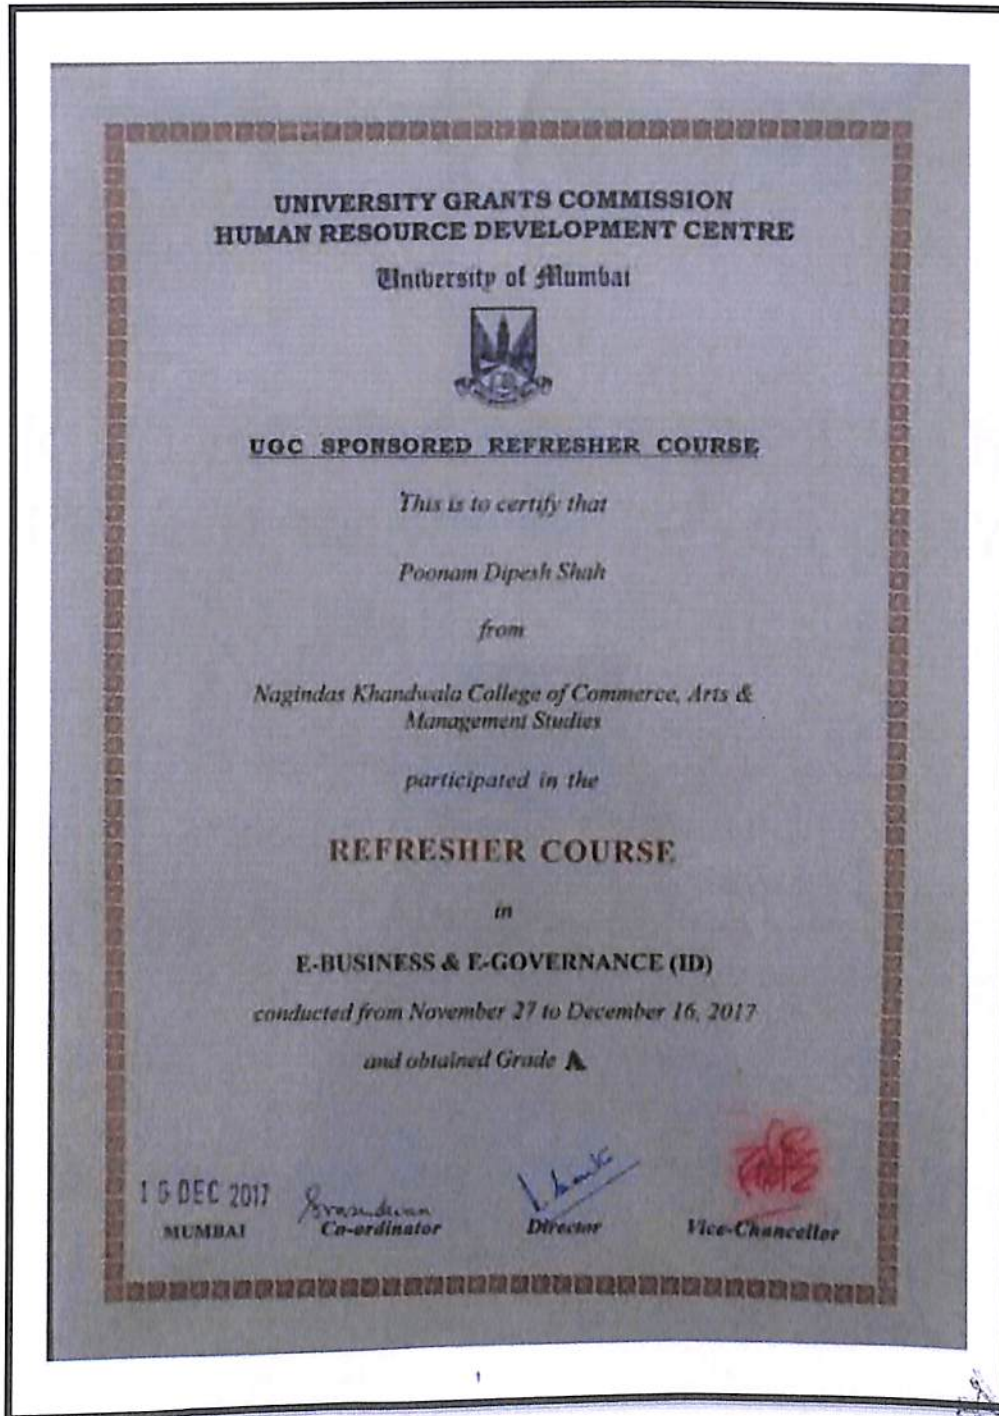 UNIVERSITY GRANTS COMMISSION
HUMAN RESOURCE DEVELOPMENT CENTRE
University of Mumbai
UGC SPONSORED REFRESHER COURSE
This is to certify that
Poonam Dipesh Shah
from
Nagindas Khandwala College of Commerce, Arts &
Management Studies
participated in the
REFRESHER COURSE
in
E-BUSINESS & E-GOVERNANCE (ID)
conducted from November 27 to December 16, 2017
and obtained Grade A
16 DEC 2017
MUMBAI
Co-ordinator
Director
Vice-Chancellor